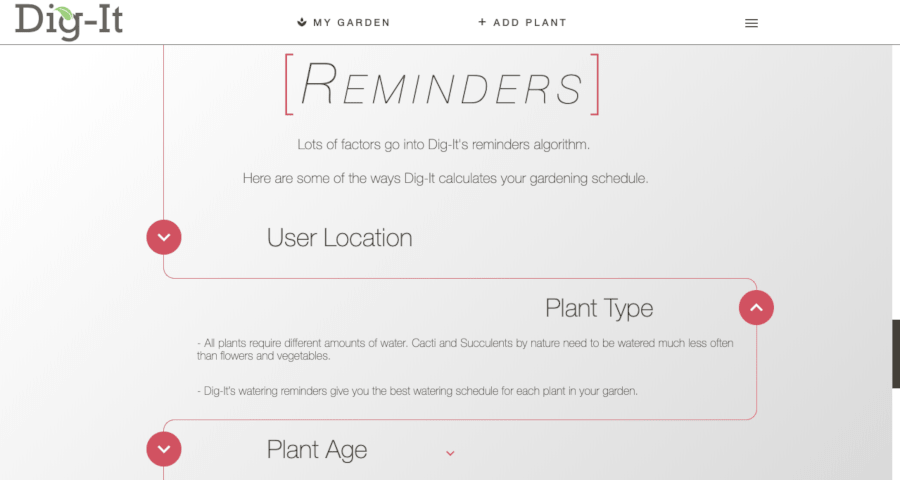 Dig-It
MY GARDEN
+ ADD PLANT
[REMINDERS]
Lots of factors go into Dig-It's reminders algorithm.
Here are some of the ways Dig-It calculates your gardening schedule.
User Location
Plant Type
- All plants require different amounts of water. Cacti and Succulents by nature need to be watered much less often
than flowers and vegetables.
- Dig-It's watering reminders give you the best watering schedule for each plant in your garden.
Plant Age